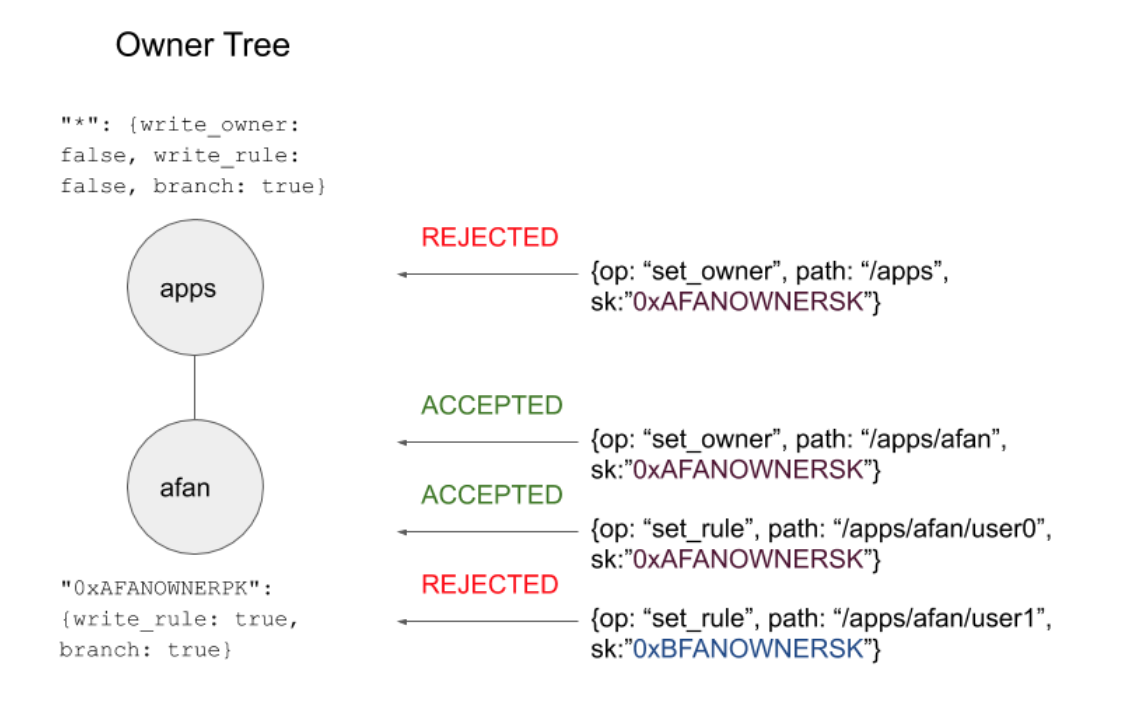 Owner Tree
"*": {write_owner:
false, write_rule:
false, branch: true}
apps
REJECTED
{op: “set_owner”, path: “/apps”,
sk:”0xAFANOWNERSK”}
ACCEPTED
{op: “set_owner”, path: “/apps/afan”,
sk:”0xAFANOWNERSK”}
afan
ACCEPTED
{op: “set_rule”, path: “/apps/afan/user0”,
sk:”0xAFANOWNERSK”}
"0xAFANOWNERPK":
{write_rule: true,
branch: true}
REJECTED
{op: “set_rule”, path: “/apps/afan/user1”,
sk:”0xBFANOWNERSK”}